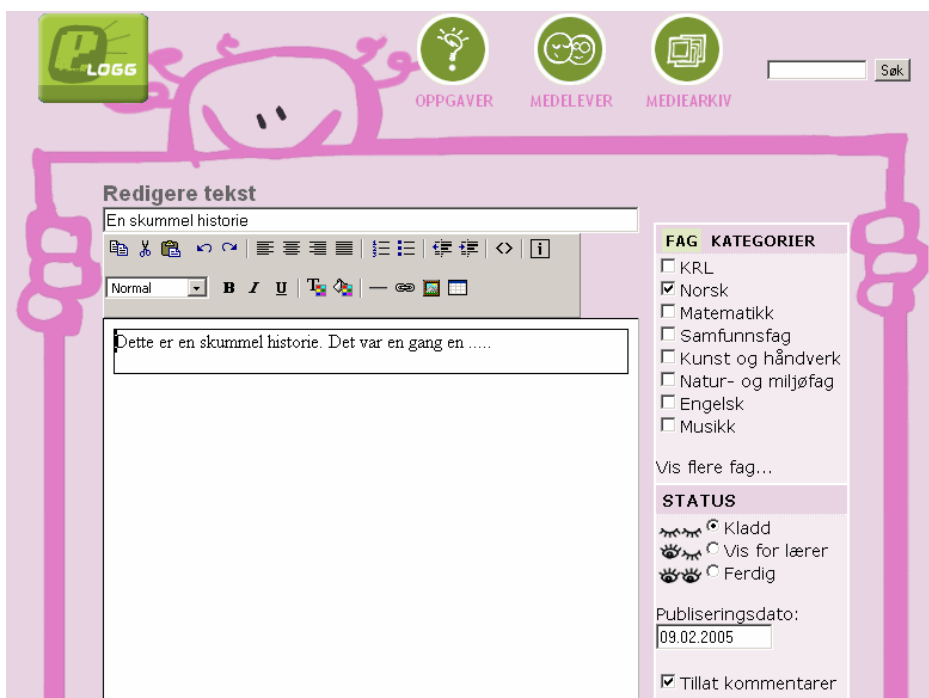 P
LOGG
OPPGAVER
MEDELEVER
MEDIEARKIV
Søk
Redigere tekst
En skummel historie
Normal
B I U T
Dette er en skummel historie. Det var en gang en .....
FAG KATEGORIER
KRL
Norsk
Matematikk
Samfunnsfag
Kunst og håndverk
Natur- og miljøfag
Engelsk
Musikk
Vis flere fag...
STATUS
Kladd
Vis for lærer
Ferdig
Publiseringsdato:
09.02.2005
Tillat kommentarer